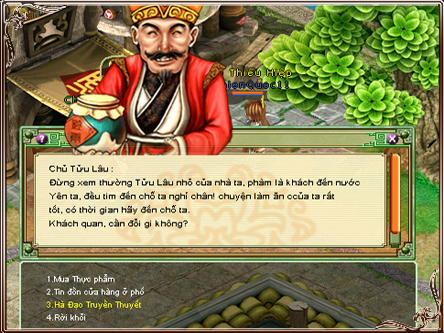 Thiếu Hiệp
Chủ Tửu Lâu :
Đừng xem thường Tửu Lâu nhỏ của nhà ta, phàm là khách đến nước
Yên ta, đều tìm đến chỗ ta nghỉ chân! chuyện làm ăn ccủa ta rất
tốt, có thời gian hãy đến chỗ ta.
Khách quan, cần đổi gì không?
1.Mua Thực phẩm
2.Tin đồn cửa hàng ở phố
3.Hà Đạo Truyền Thuyết
4.Rời khỏi